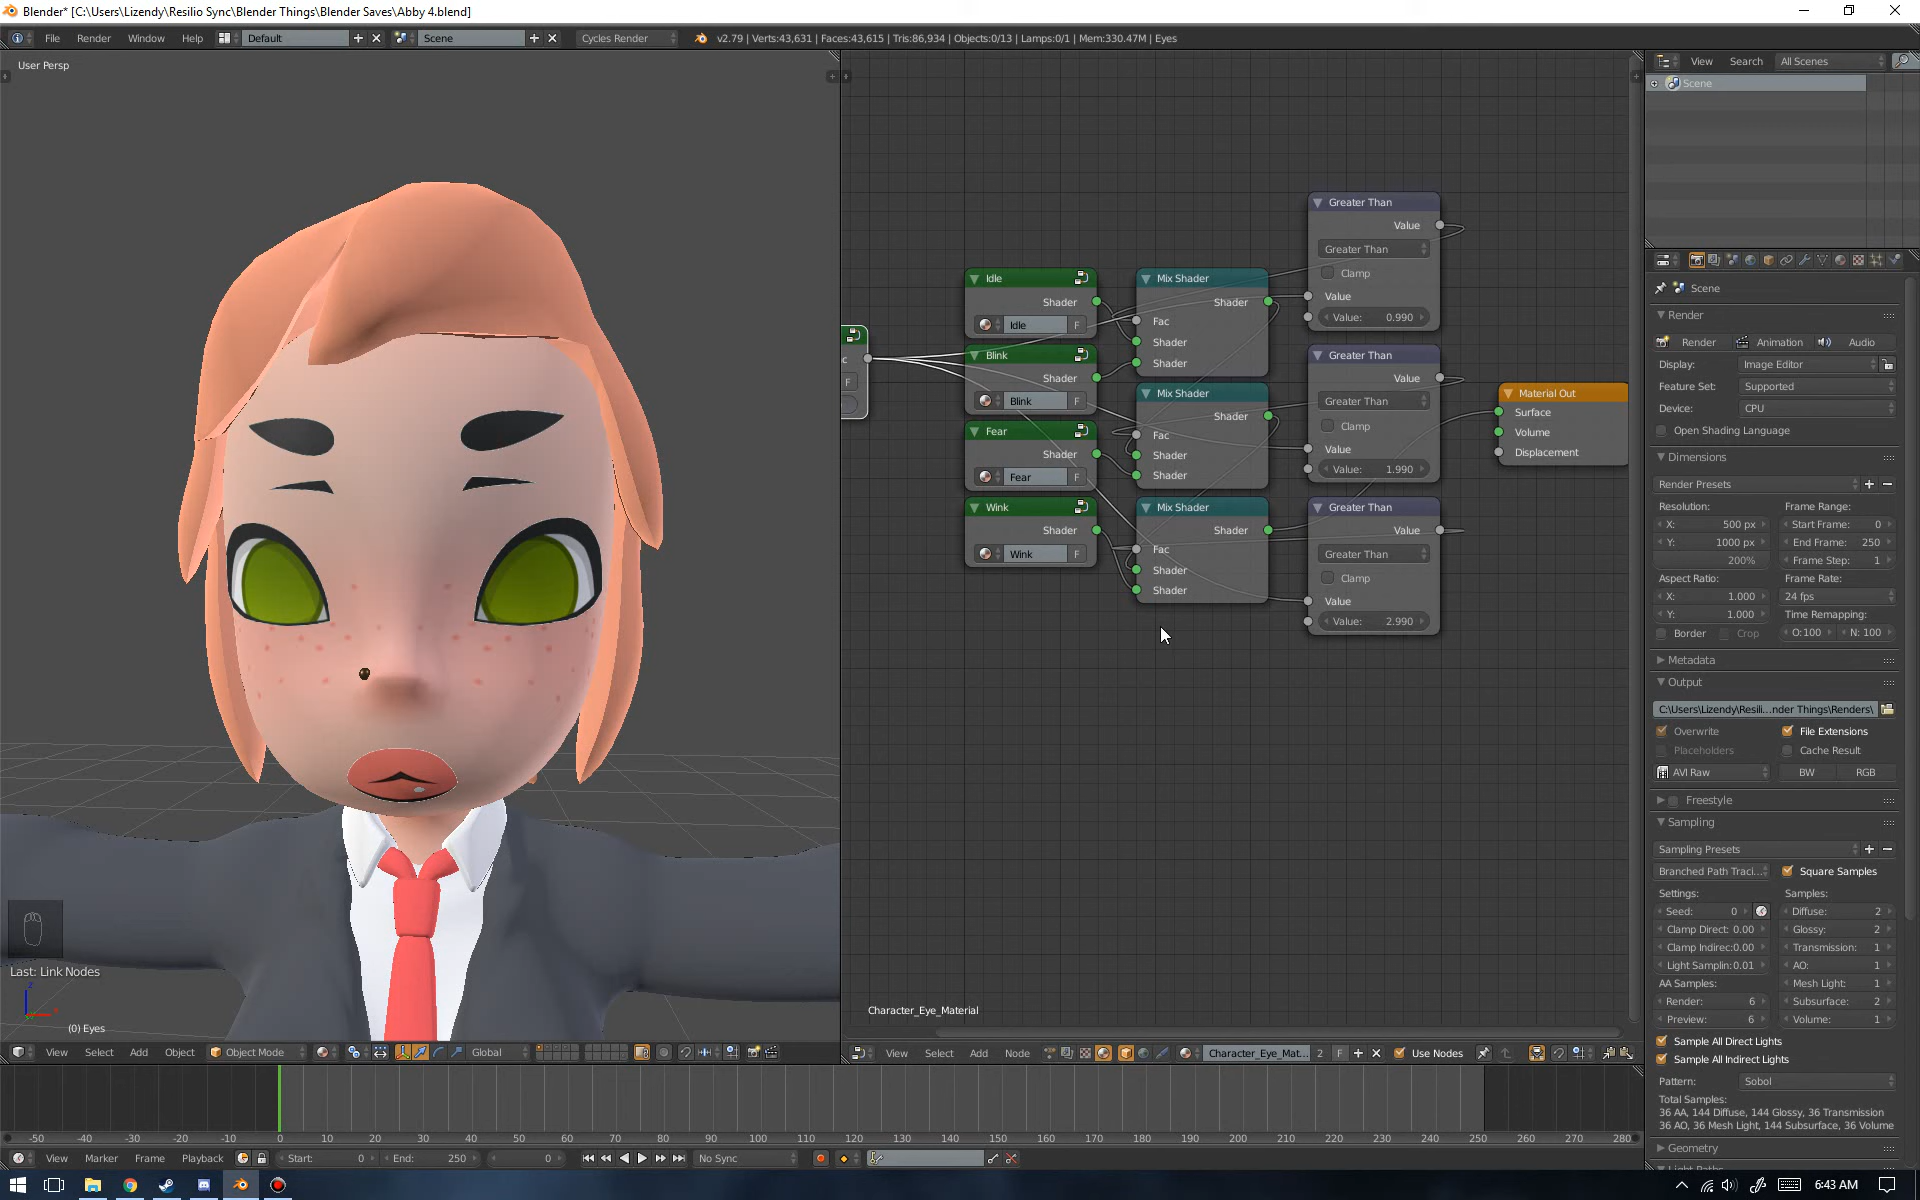 Blender* [C:\Users\Lizendy\Resilio Sync\Blender Things\Blender Saves\Abby 4.blend]
File Render Window Help Default Scene Cycles Render v2.79 | Verts:43,631 | Faces:43,615 | Tris:86,934 | Objects:0/13 | Lamps:0/1 | Mem:330.47M | Eyes
User Persp
Last: Link Nodes
(0) Eyes
View Select Add Object Object Mode Global
c
F
Idle
Shader
Idle F
Blink
Shader
Blink F
Fear
Shader
Fear F
Wink
Shader
Wink F
Mix Shader
Shader
Fac
Shader
Shader
Mix Shader
Shader
Fac
Shader
Shader
Mix Shader
Shader
Fac
Shader
Shader
Greater Than
Value
Greater Than
Clamp
Value
Value: 0.990
Greater Than
Value
Greater Than
Clamp
Value
Value: 1.990
Greater Than
Value
Greater Than
Clamp
Value
Value: 2.990
Material Out
Surface
Volume
Displacement
Character_Eye_Material
View Select Add Node Character_Eye_Mat... 2 F Use Nodes
View Search All Scenes
Scene
Scene
Render
Render Animation Audio
Display: Image Editor
Feature Set: Supported
Device: CPU
Open Shading Language
Dimensions
Render Presets
Resolution: Frame Range:
X: 500 px Start Frame: 0
Y: 1000 px End Frame: 250
200% Frame Step: 1
Aspect Ratio: Frame Rate:
X: 1.000 24 fps
Y: 1.000 Time Remapping:
Border Crop O:100 N: 100
Metadata
Output
C:\Users\Lizendy\Resili...nder Things\Renders\
Overwrite File Extensions
Placeholders Cache Result
AVI Raw BW RGB
Freestyle
Sampling
Sampling Presets
Branched Path Traci... Square Samples
Settings: Samples:
Seed: 0 Diffuse: 2
Clamp Direct: 0.00 Glossy: 2
Clamp Indirec:0.00 Transmission: 1
Light Samplin:0.01 AO: 1
AA Samples: Mesh Light: 1
Render: 6 Subsurface: 2
Preview: 6 Volume: 1
Sample All Direct Lights
Sample All Indirect Lights
Pattern: Sobol
Total Samples:
36 AA, 144 Diffuse, 144 Glossy, 36 Transmission
36 AO, 36 Mesh Light, 144 Subsurface, 36 Volume
Geometry
Light Paths
-50 -40 -30 -20 -10 0 10 20 30 40 50 60 70 80 90 100 110 120 130 140 150 160 170 180 190 200 210 220 230 240 250 260 270 280
View Marker Frame Playback Start: 0 End: 250 0 No Sync
6:43 AM